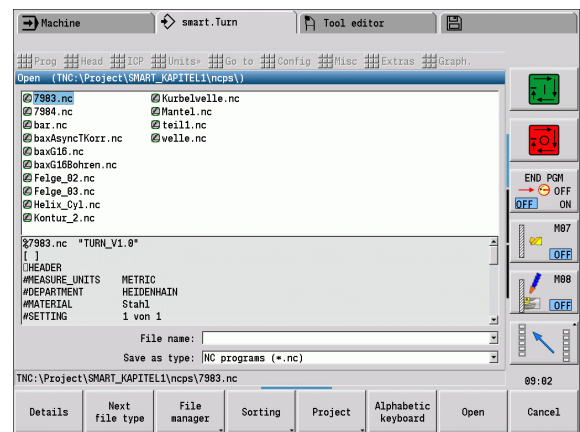 Machine
smart.Turn
Tool editor
Prog Head ICP Units» Go to Config Misc Extras Graph.
Open (TNC:\Project\SMART_KAPITEL1\ncps\)
7983.nc
7984.nc
bar.nc
baxAsyncTKorr.nc
baxG16.nc
baxG16Bohren.nc
Felge_02.nc
Felge_03.nc
Helix_Cyl.nc
Kontur_2.nc
Kurbelwelle.nc
Mantel.nc
teil1.nc
welle.nc
%7983.nc "TURN_V1.0"
[ ]
HEADER
#MEASURE_UNITS METRIC
#DEPARTMENT HEIDENHAIN
#MATERIAL Stahl
#SETTING 1 von 1
File name:
Save as type: NC programs (*.nc)
TNC:\Project\SMART_KAPITEL1\ncps\7983.nc
END PGM
OFF
OFF ON
M07
OFF
M08
OFF
09:02
Details
Next file type
File manager
Sorting
Project
Alphabetic keyboard
Open
Cancel